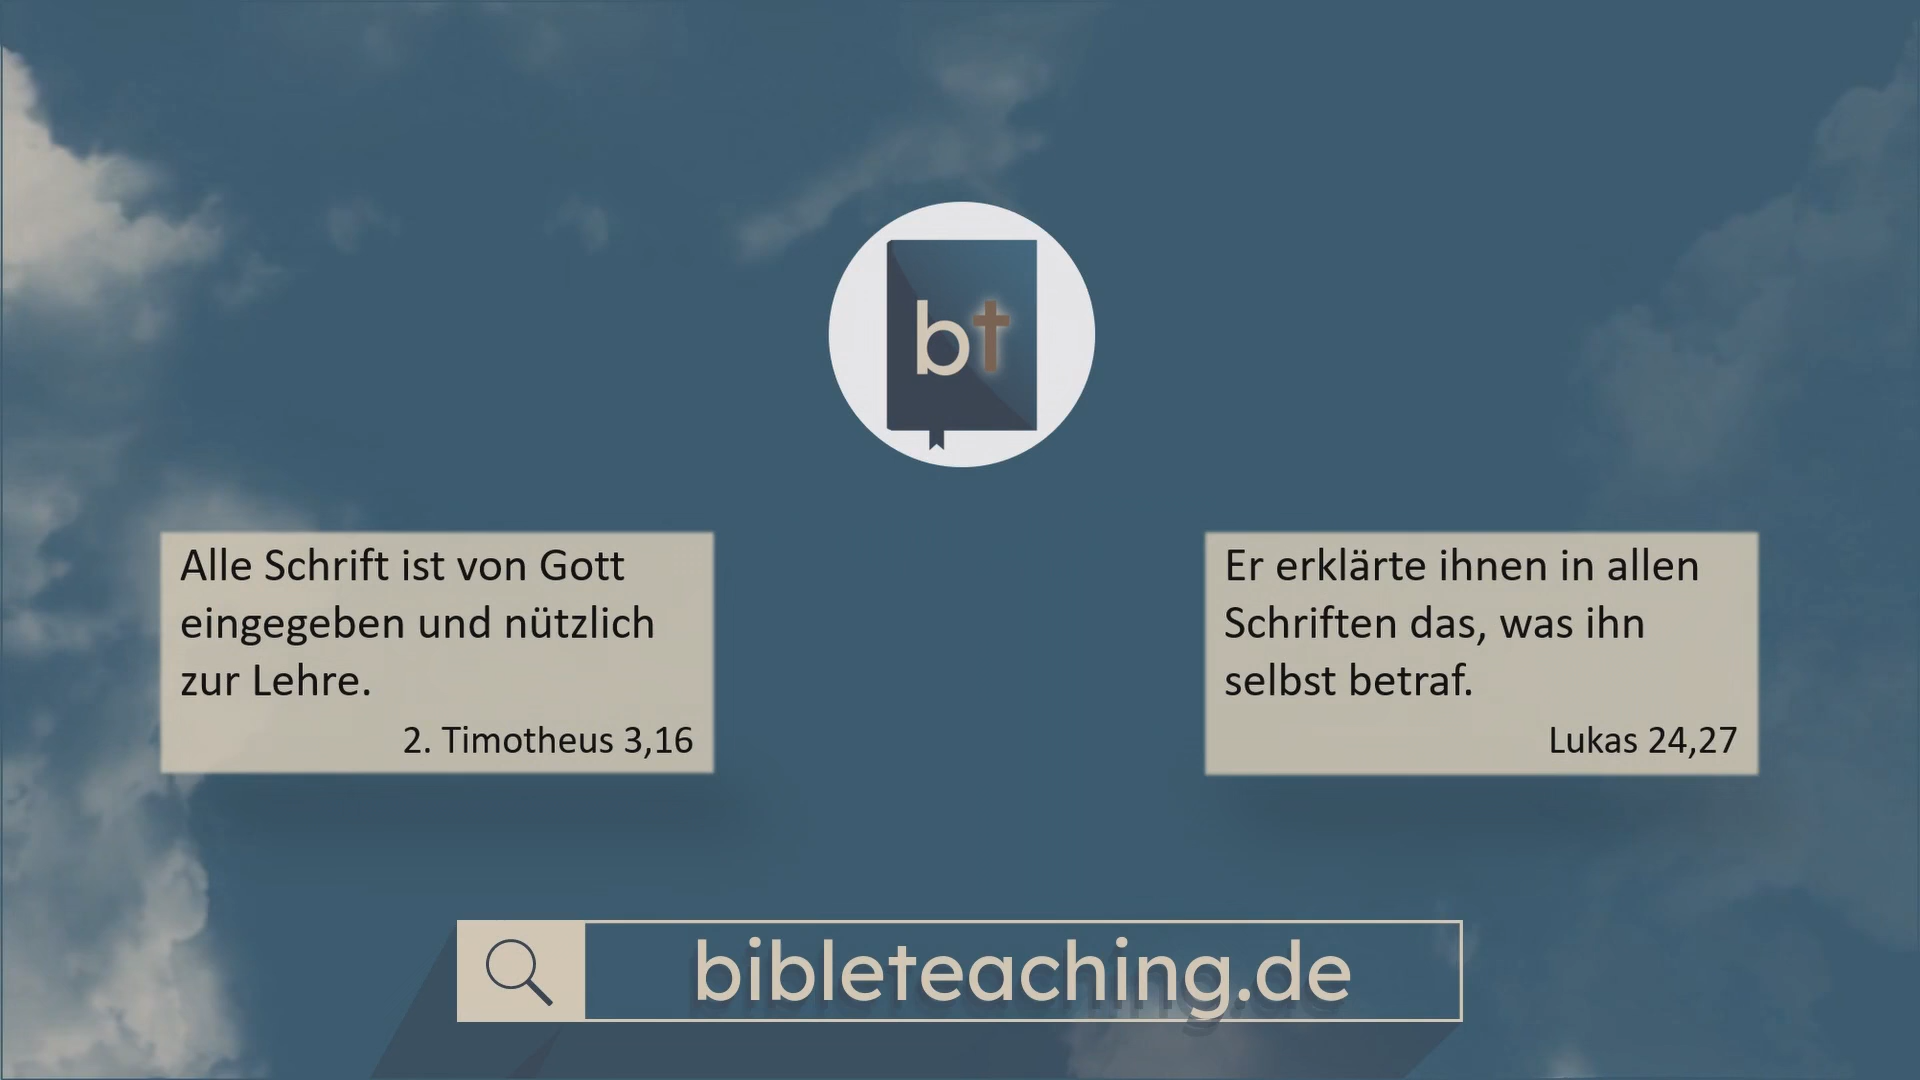 bt
Alle Schrift ist von Gott
eingegeben und nützlich
zur Lehre.
2. Timotheus 3,16
Er erklärte ihnen in allen
Schriften das, was ihn
selbst betraf.
Lukas 24,27
bibleteaching.de